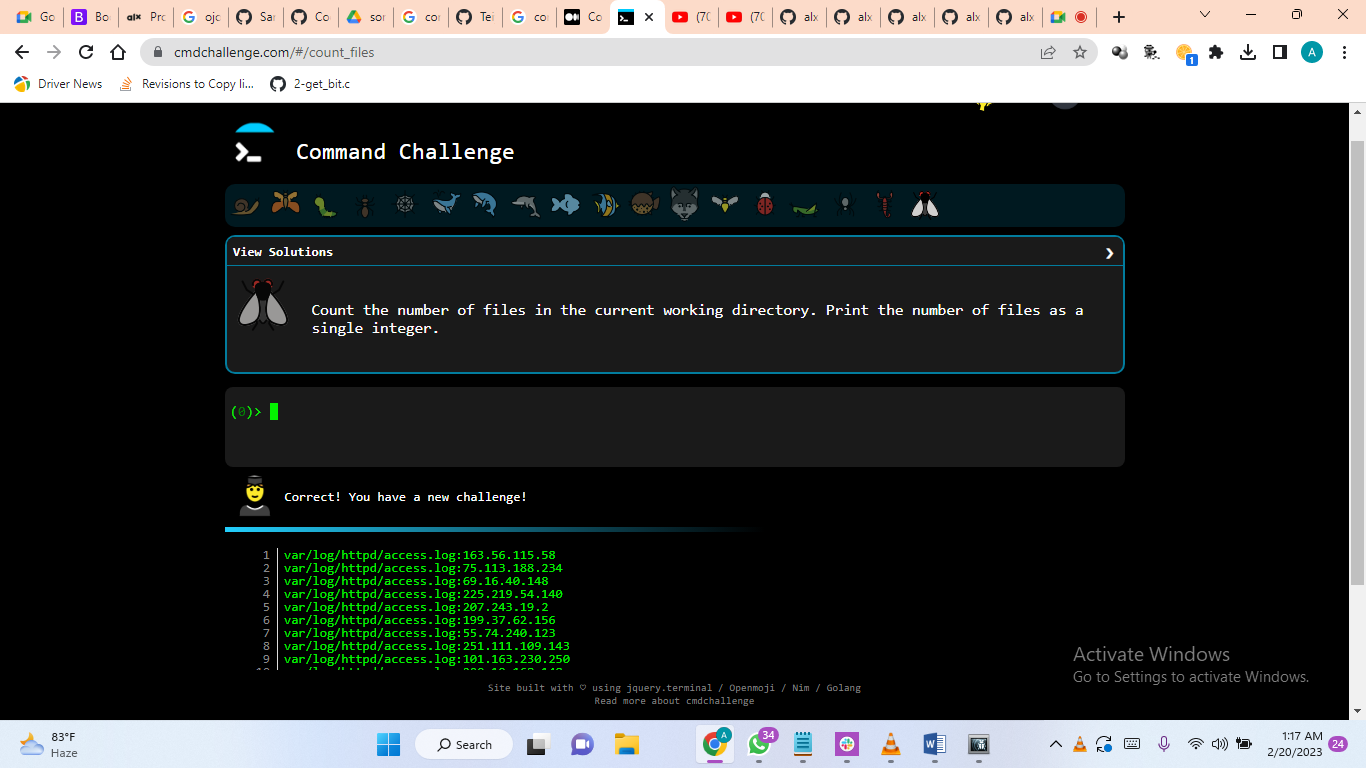 Go
Bo
alx Pro
ojo
Sar
Co
sor
cor
Tei
co
Co
(70
(70
alx
alx
alx
alx
alx
cmdchallenge.com/#/count_files
1
A
Driver News
Revisions to Copy li...
2-get_bit.c
Command Challenge
View Solutions
Count the number of files in the current working directory. Print the number of files as a
single integer.
(0)>
Correct! You have a new challenge!
1 var/log/httpd/access.log:163.56.115.58
2 var/log/httpd/access.log:75.113.188.234
3 var/log/httpd/access.log:69.16.40.148
4 var/log/httpd/access.log:225.219.54.140
5 var/log/httpd/access.log:207.243.19.2
6 var/log/httpd/access.log:199.37.62.156
7 var/log/httpd/access.log:55.74.240.123
8 var/log/httpd/access.log:251.111.109.143
9 var/log/httpd/access.log:101.163.230.250
Activate Windows
Go to Settings to activate Windows.
Site built with ♡ using jquery.terminal / Openmoji / Nim / Golang
Read more about cmdchallenge
83°F
Haze
Search
A
34
1:17 AM
2/20/2023
24